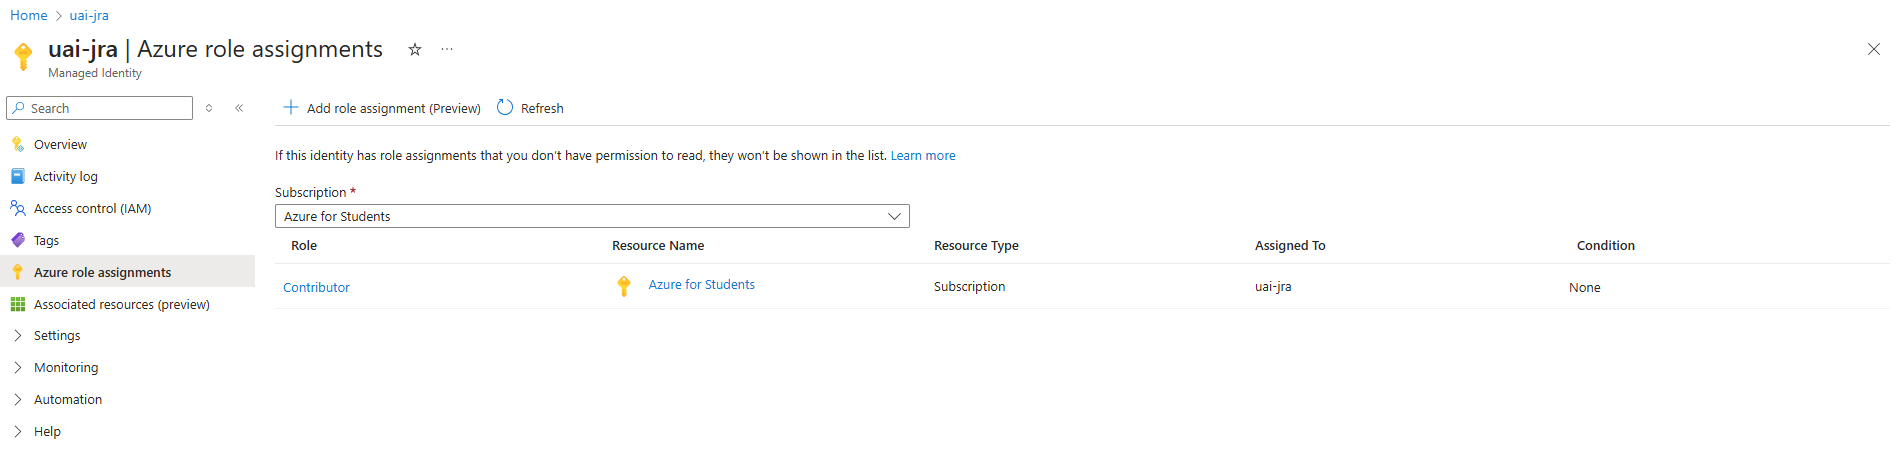 Home > uai-jra
uai-jra | Azure role assignments
Managed Identity
Search
Overview
Activity log
Access control (IAM)
Tags
Azure role assignments
Associated resources (preview)
Settings
Monitoring
Automation
Help
Add role assignment (Preview) Refresh
If this identity has role assignments that you don't have permission to read, they won't be shown in the list. Learn more
Subscription *
Azure for Students
Role Resource Name Resource Type Assigned To Condition
Contributor Azure for Students Subscription uai-jra None